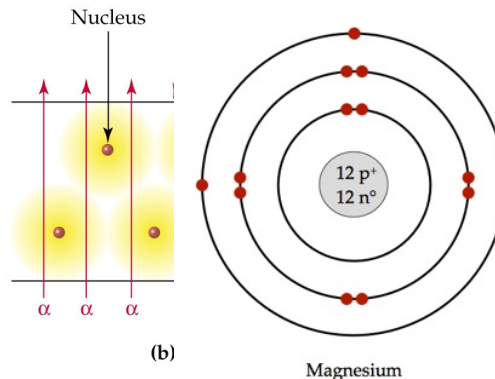 Nucleus
α α α
(b)
12 p⁺
12 n°
Magnesium